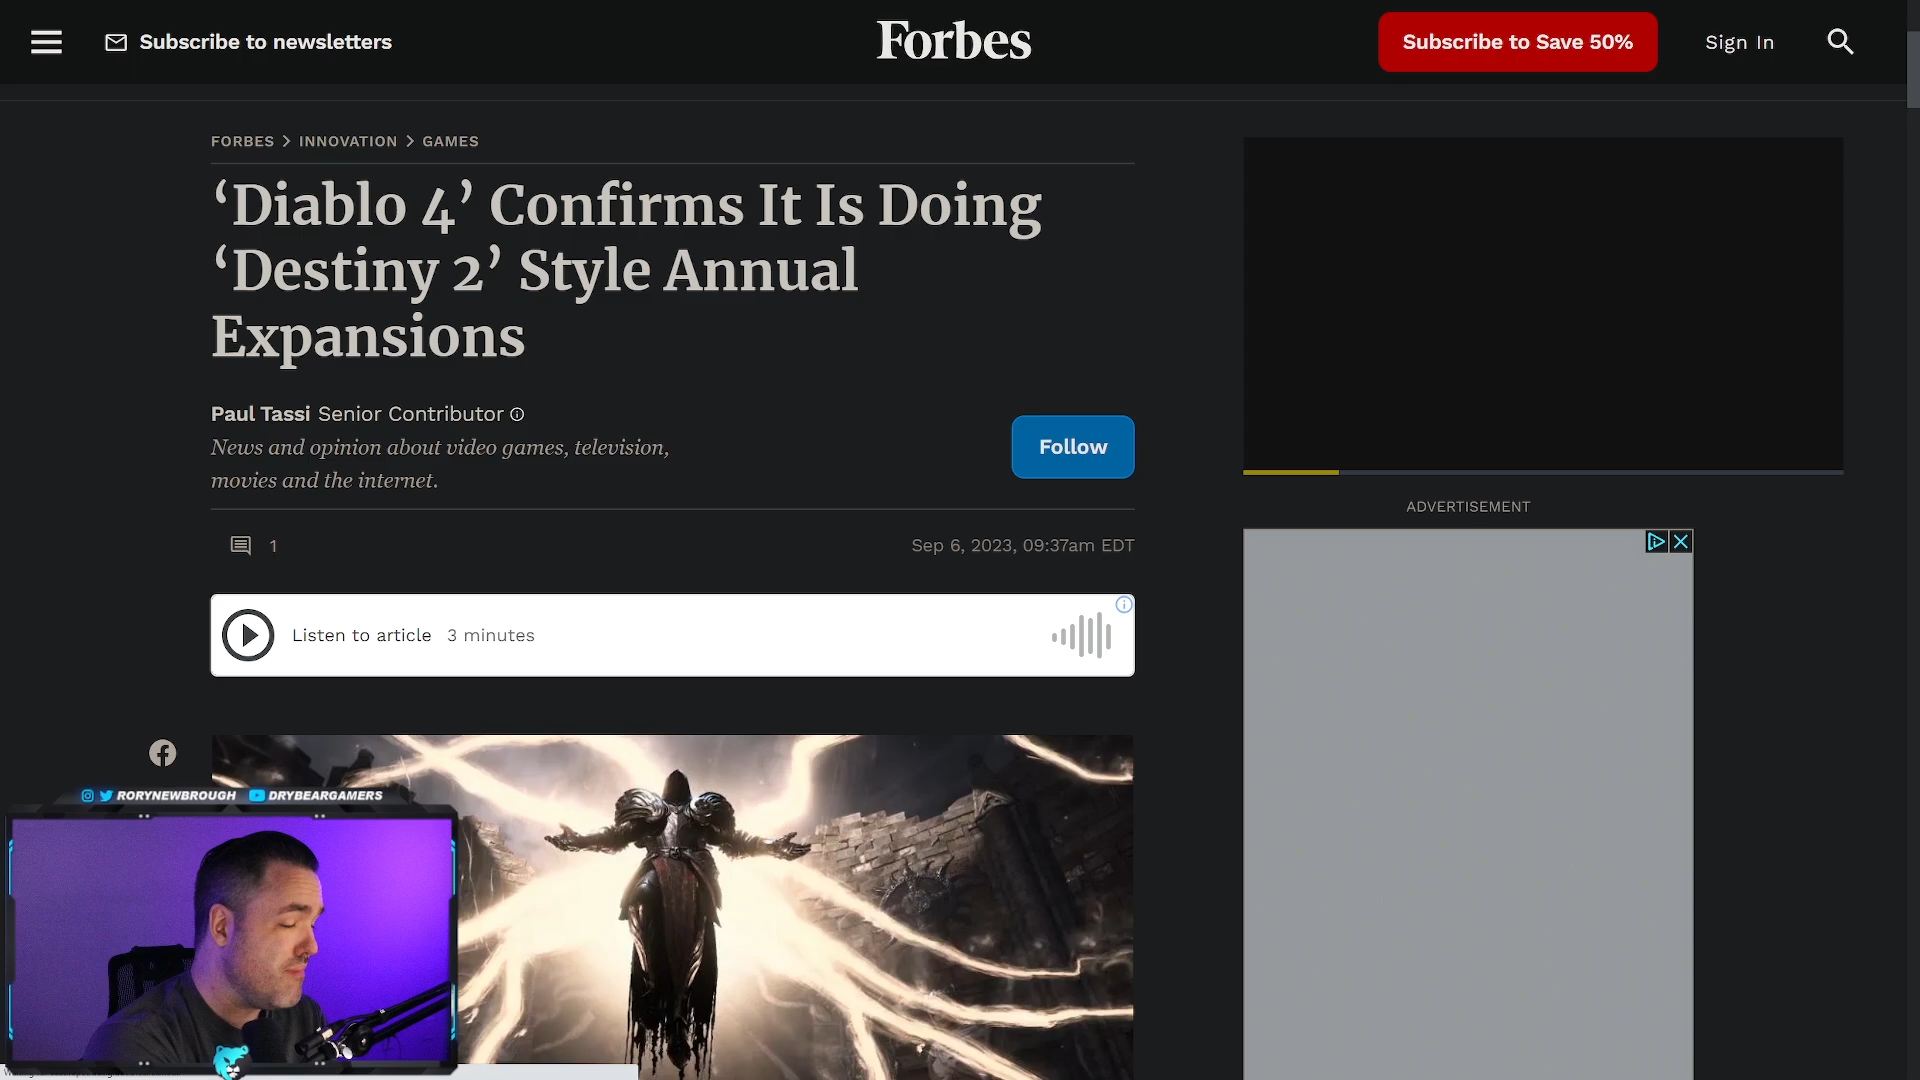 Subscribe to newsletters
Forbes
Subscribe to Save 50%
Sign In
FORBES > INNOVATION > GAMES
‘Diablo 4’ Confirms It Is Doing
‘Destiny 2’ Style Annual
Expansions
Paul Tassi Senior Contributor
News and opinion about video games, television,
movies and the internet.
Follow
1
Sep 6, 2023, 09:37am EDT
Listen to article 3 minutes
ADVERTISEMENT
RORYNEWBROUGH DRYBEARGAMERS